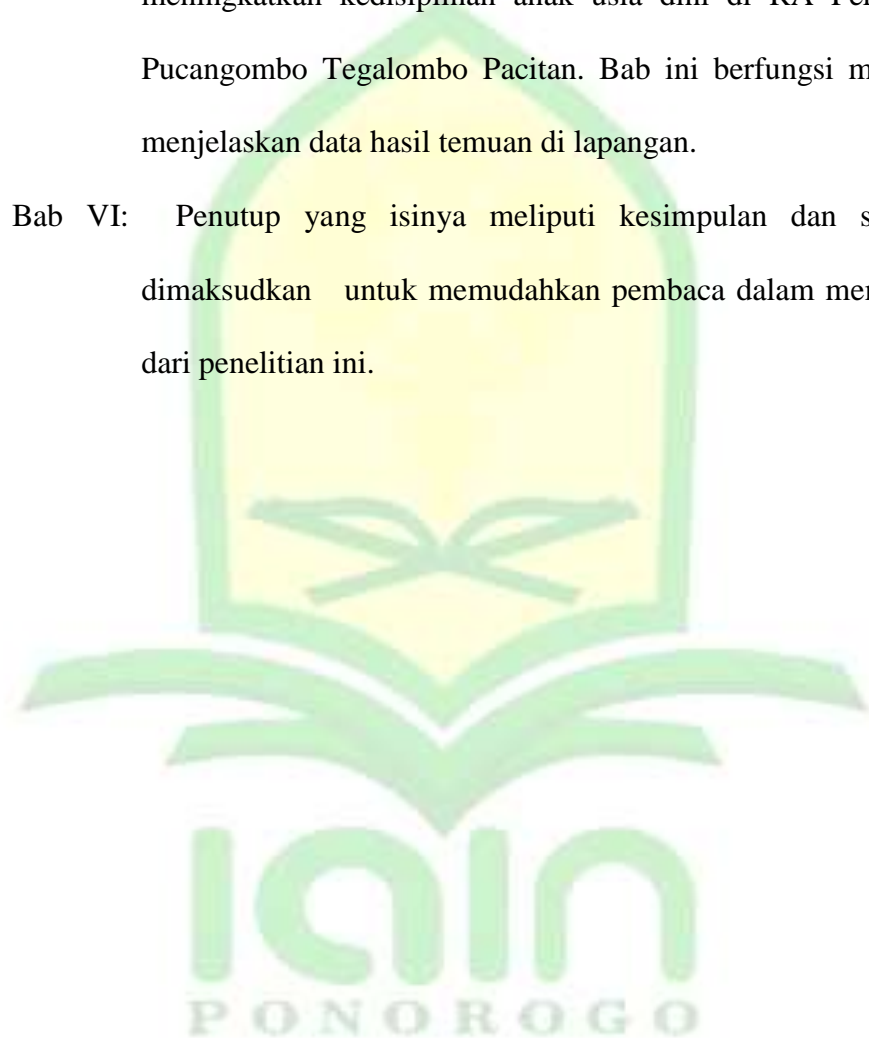 meningkatkan kedisiplinan anak usia dini di RA
Pucangombo Tegalombo Pacitan. Bab ini berfungsi
menjelaskan data hasil temuan di lapangan.
Bab VI: Penutup yang isinya meliputi kesimpulan dan
dimaksudkan untuk memudahkan pembaca dalam
dari penelitian ini.
iain
PONOROGO